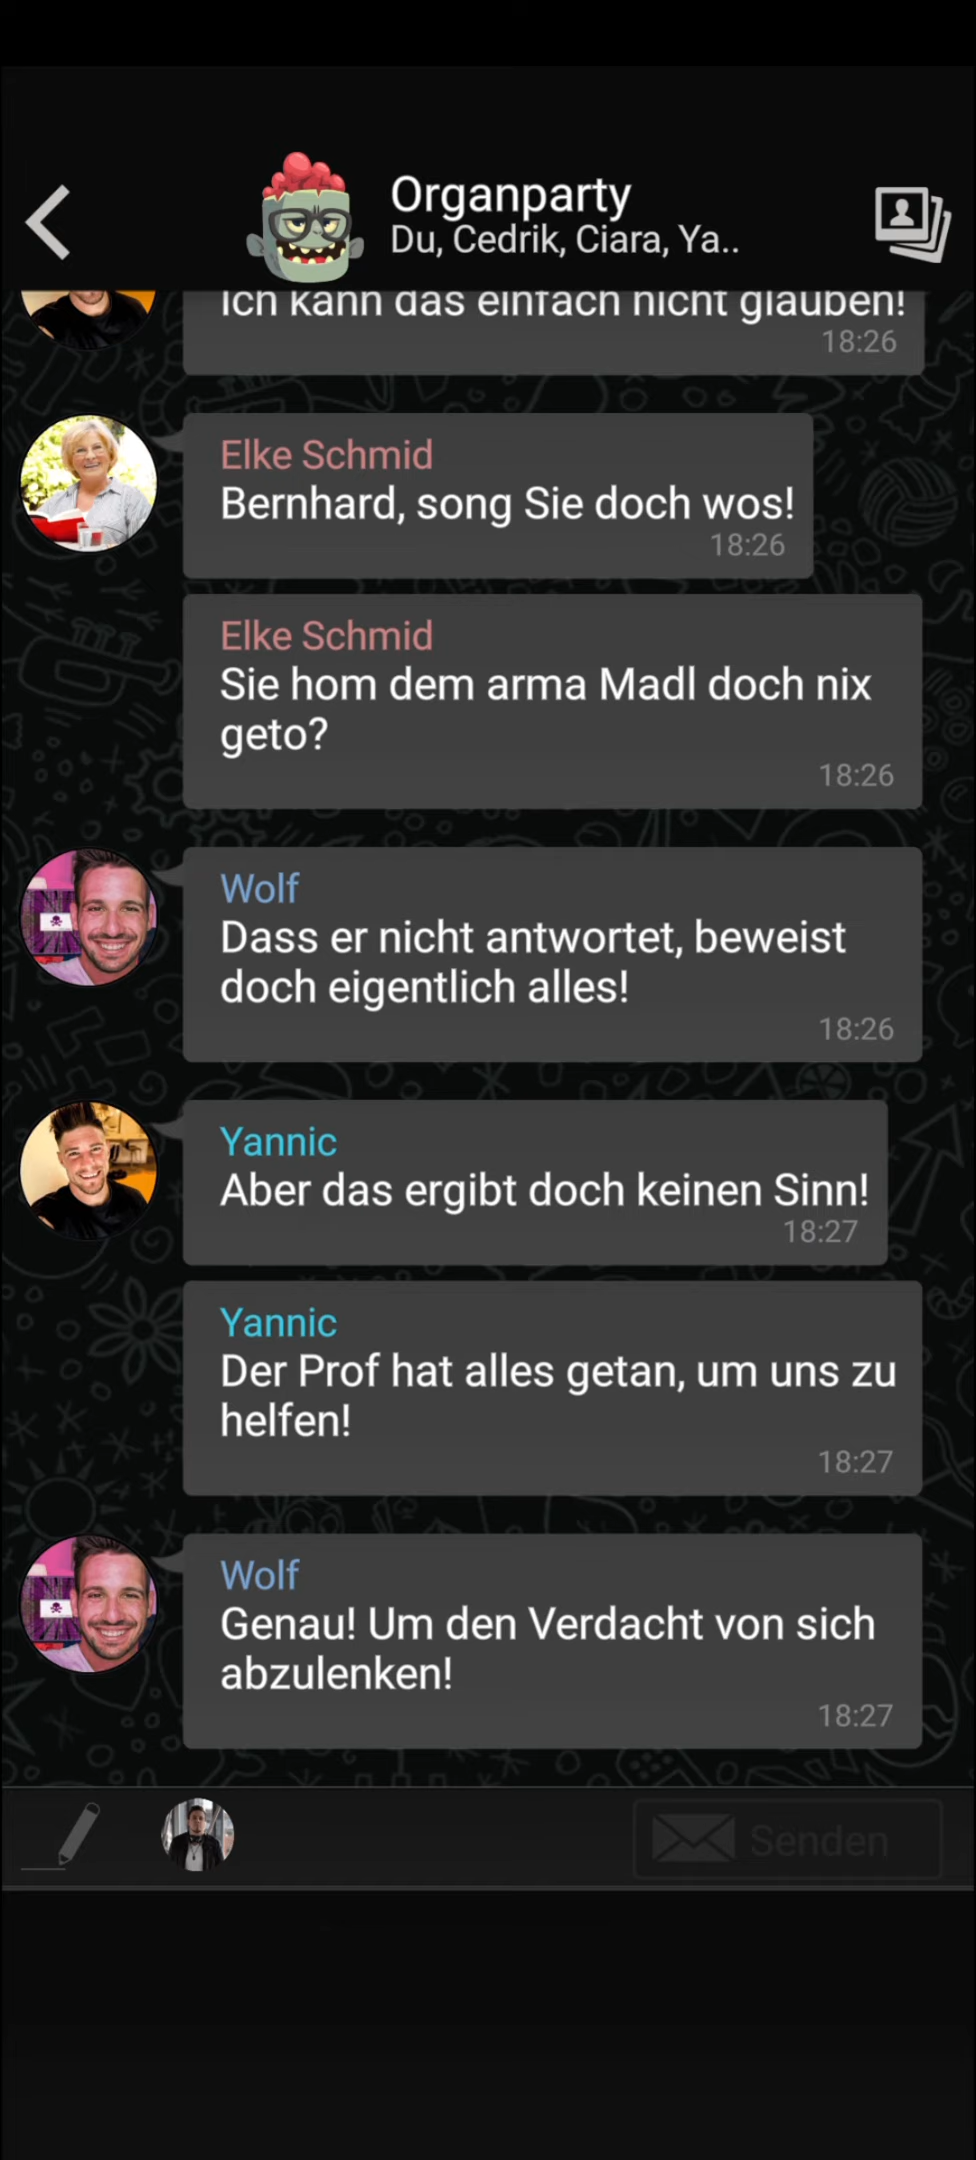 Organparty
Du, Cedrik, Ciara, Ya..
Ich kann das einfach nicht glauben!
18:26
Elke Schmid
Bernhard, song Sie doch wos!
18:26
Elke Schmid
Sie hom dem arma Madl doch nix
geto?
18:26
Wolf
Dass er nicht antwortet, beweist
doch eigentlich alles!
18:26
Yannic
Aber das ergibt doch keinen Sinn!
18:27
Yannic
Der Prof hat alles getan, um uns zu
helfen!
18:27
Wolf
Genau! Um den Verdacht von sich
abzulenken!
18:27
Senden